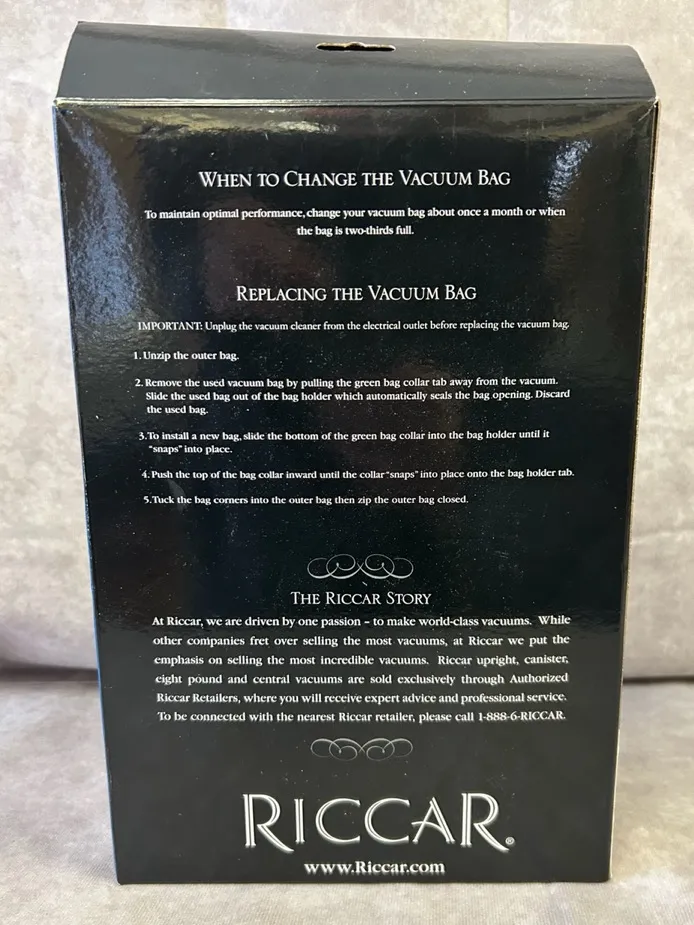 WHEN TO CHANGE THE VACUUM BAG
To maintain optimal performance, change your vacuum bag about once a month or when
the bag is two-thirds full.
REPLACING THE VACUUM BAG
IMPORTANT: Unplug the vacuum cleaner from the electrical outlet before replacing the vacuum bag.
1. Unzip the outer bag.
2. Remove the used vacuum bag by pulling the green bag collar tab away from the vacuum.
Slide the used bag out of the bag holder which automatically seals the bag opening. Discard
the used bag.
3. To install a new bag, slide the bottom of the green bag collar into the bag holder until it
"snaps" into place.
4. Push the top of the bag collar inward until the collar "snaps" into place onto the bag holder tab.
5. Tuck the bag corners into the outer bag then zip the outer bag closed.
THE RICCAR STORY
At Riccar, we are driven by one passion – to make world-class vacuums. While
other companies fret over selling the most vacuums, at Riccar we put the
emphasis on selling the most incredible vacuums. Riccar upright, canister,
eight pound and central vacuums are sold exclusively through Authorized
Riccar Retailers, where you will receive expert advice and professional service.
To be connected with the nearest Riccar retailer, please call 1-888-6-RICCAR.
RICCAR®
www.Riccar.com